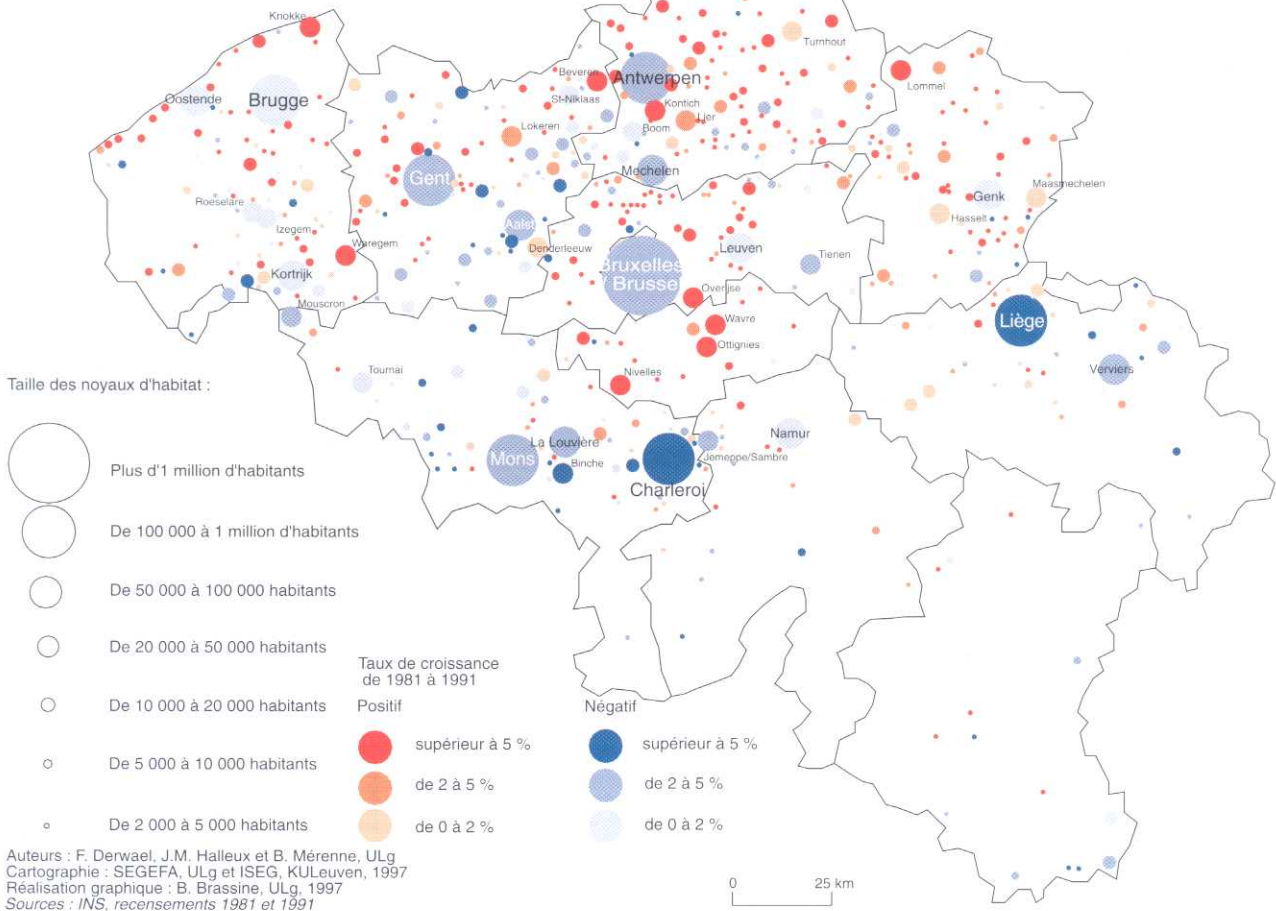 Knokke
Turnhout
Beveren
Antwerpen
Lommel
Oostende
Brugge
St-Niklaas
Kontich
Lier
Lokeren
Boom
Mechelen
Gent
Maasmechelen
Genk
Roeselare
Hasselt
Izegem
Aalst
Waregem
Denderleeuw
Leuven
Tienen
Kortrijk
Bruxelles
Brussel
Overijse
Mouscron
Wavre
Liège
Ottignies
Tournai
Nivelles
Verviers
La Louvière
Namur
Mons
Binche
Jemeppe/Sambre
Charleroi
Taille des noyaux d'habitat :
Plus d'1 million d'habitants
De 100 000 à 1 million d'habitants
De 50 000 à 100 000 habitants
De 20 000 à 50 000 habitants
De 10 000 à 20 000 habitants
De 5 000 à 10 000 habitants
De 2 000 à 5 000 habitants
Taux de croissance
de 1981 à 1991
Positif
supérieur à 5 %
de 2 à 5 %
de 0 à 2 %
Négatif
supérieur à 5 %
de 2 à 5 %
de 0 à 2 %
Auteurs : F. Derwael, J.M. Halleux et B. Mérenne, ULg
Cartographie : SEGEFA, ULg et ISEG, KULeuven, 1997
Réalisation graphique : B. Brassine, ULg, 1997
Sources : INS, recensements 1981 et 1991
0 25 km